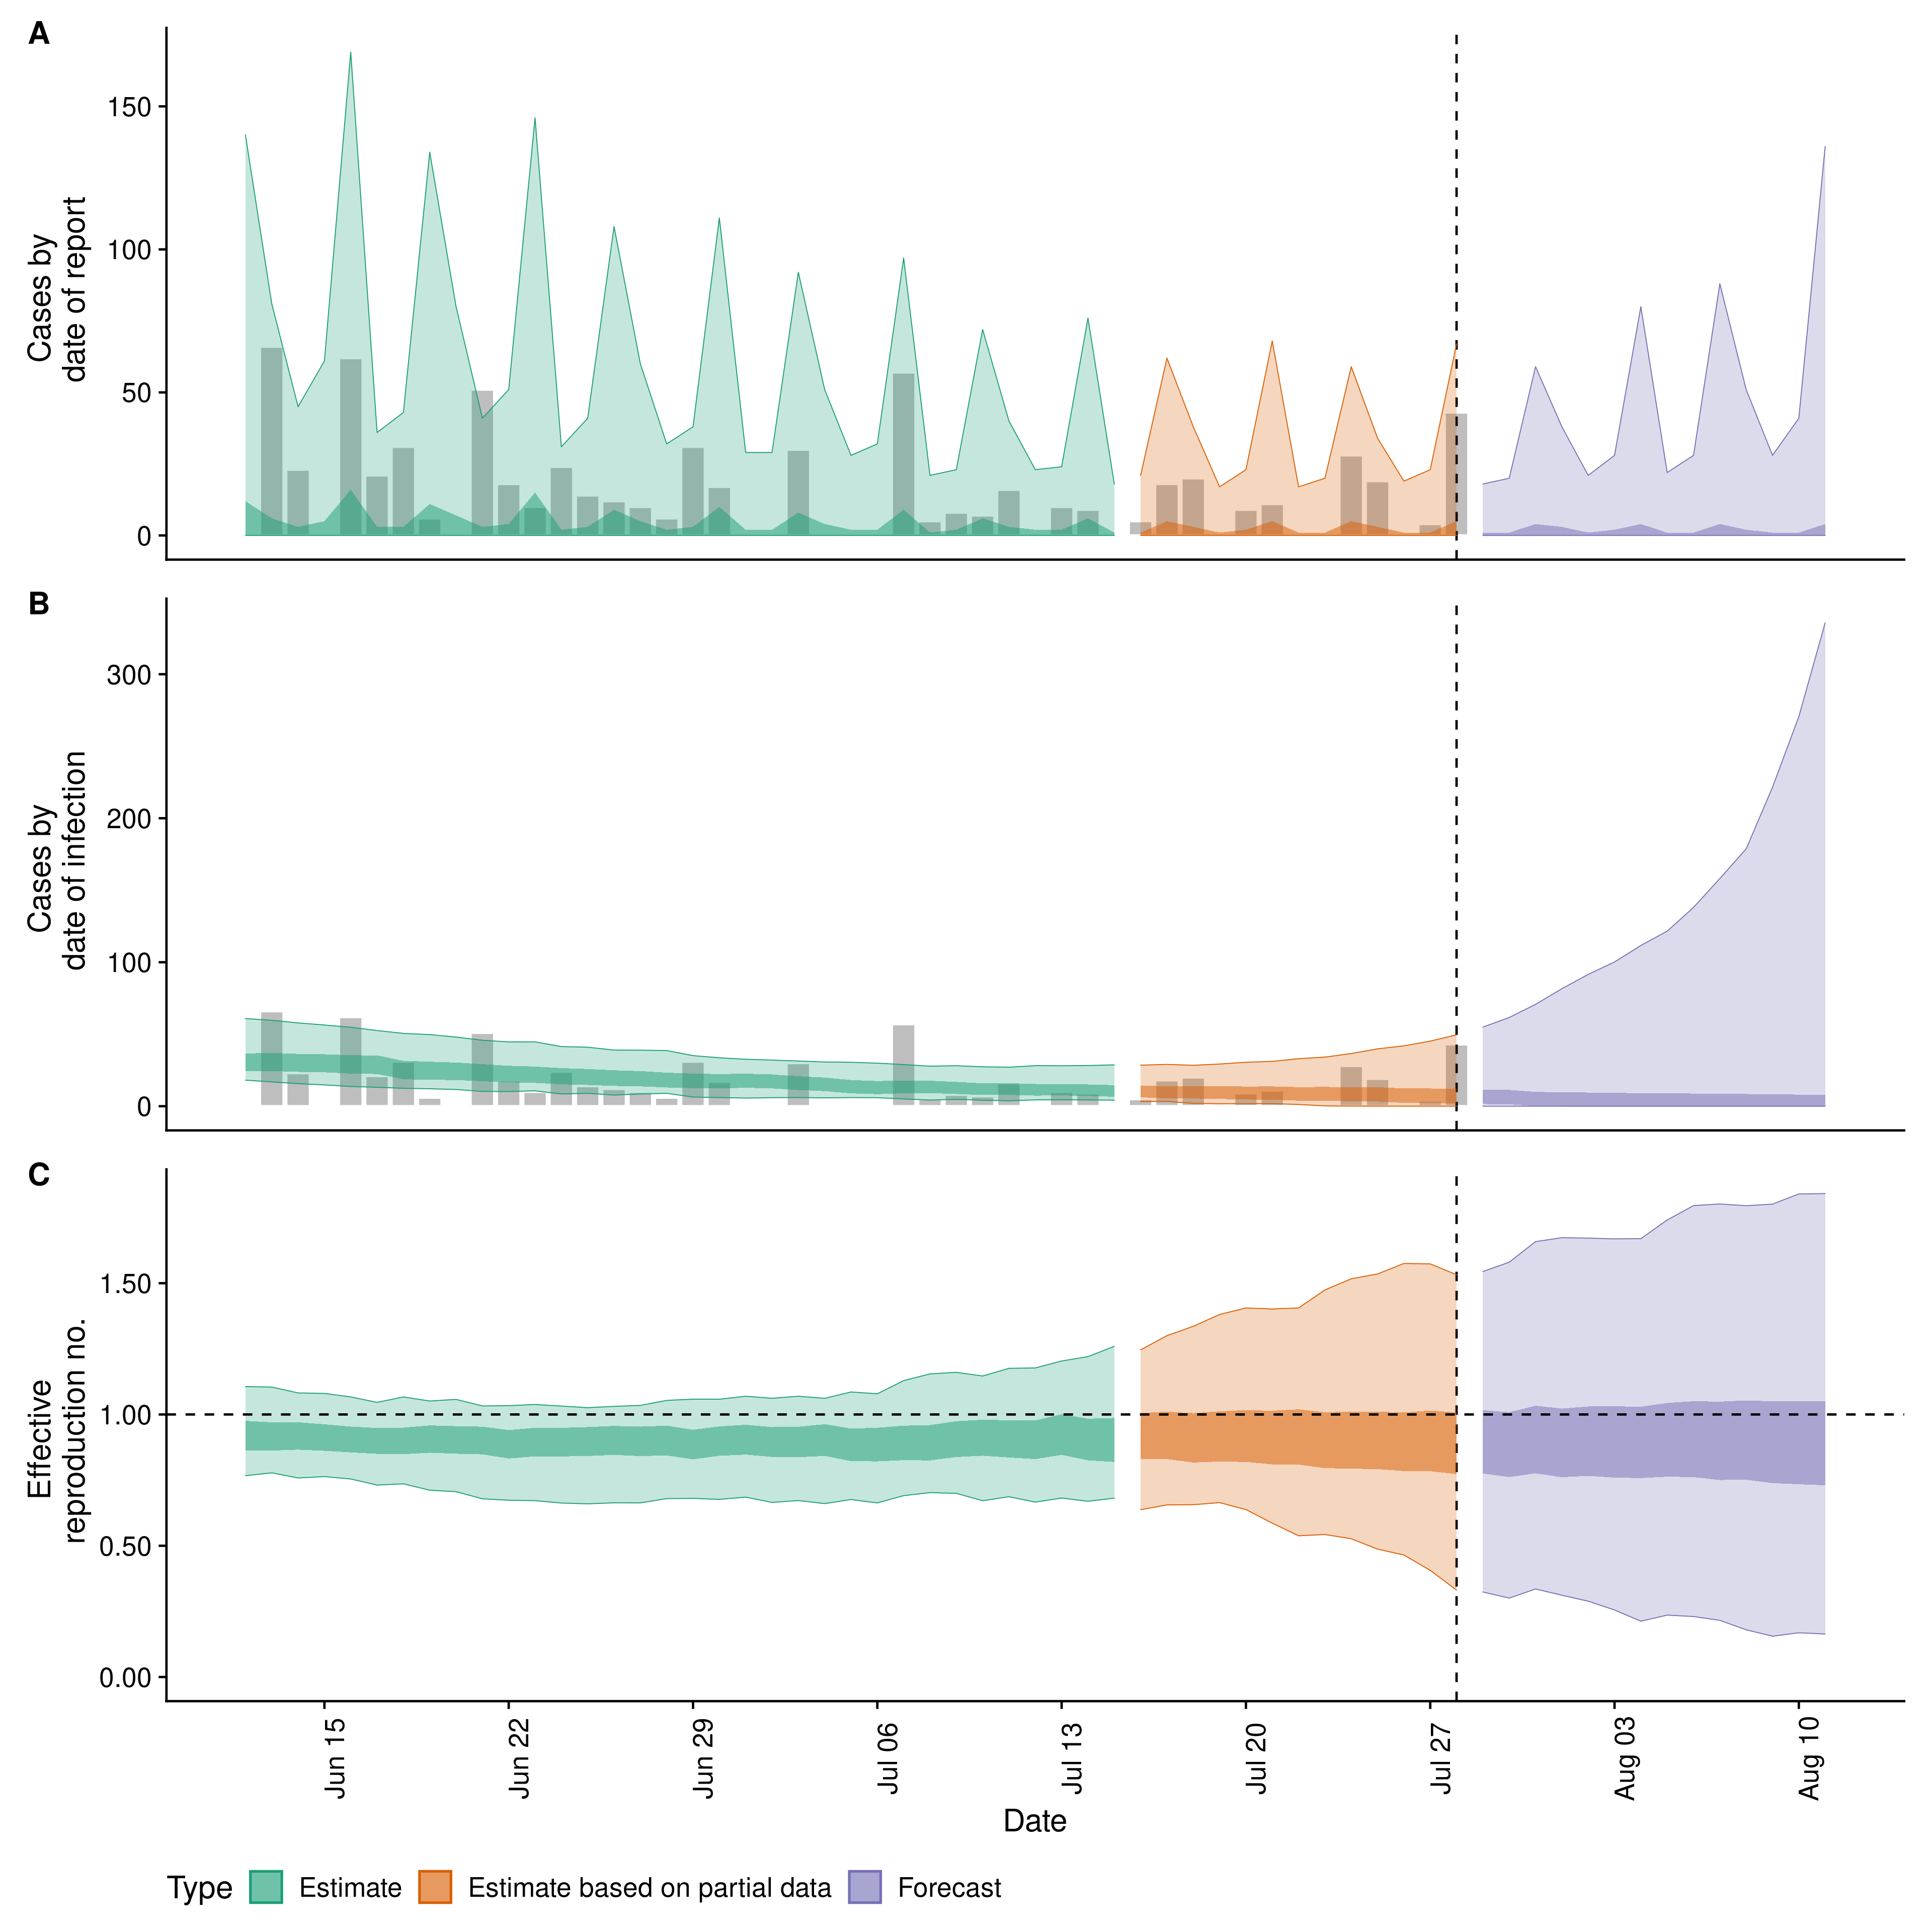 A
Cases by
date of report
150
100
50
0
B
Cases by
date of infection
300
200
100
0
C
Effective
reproduction no.
1.50
1.00
0.50
0.00
Jun 15
Jun 22
Jun 29
Jul 06
Jul 13
Jul 20
Jul 27
Aug 03
Aug 10
Date
Type Estimate Estimate based on partial data Forecast